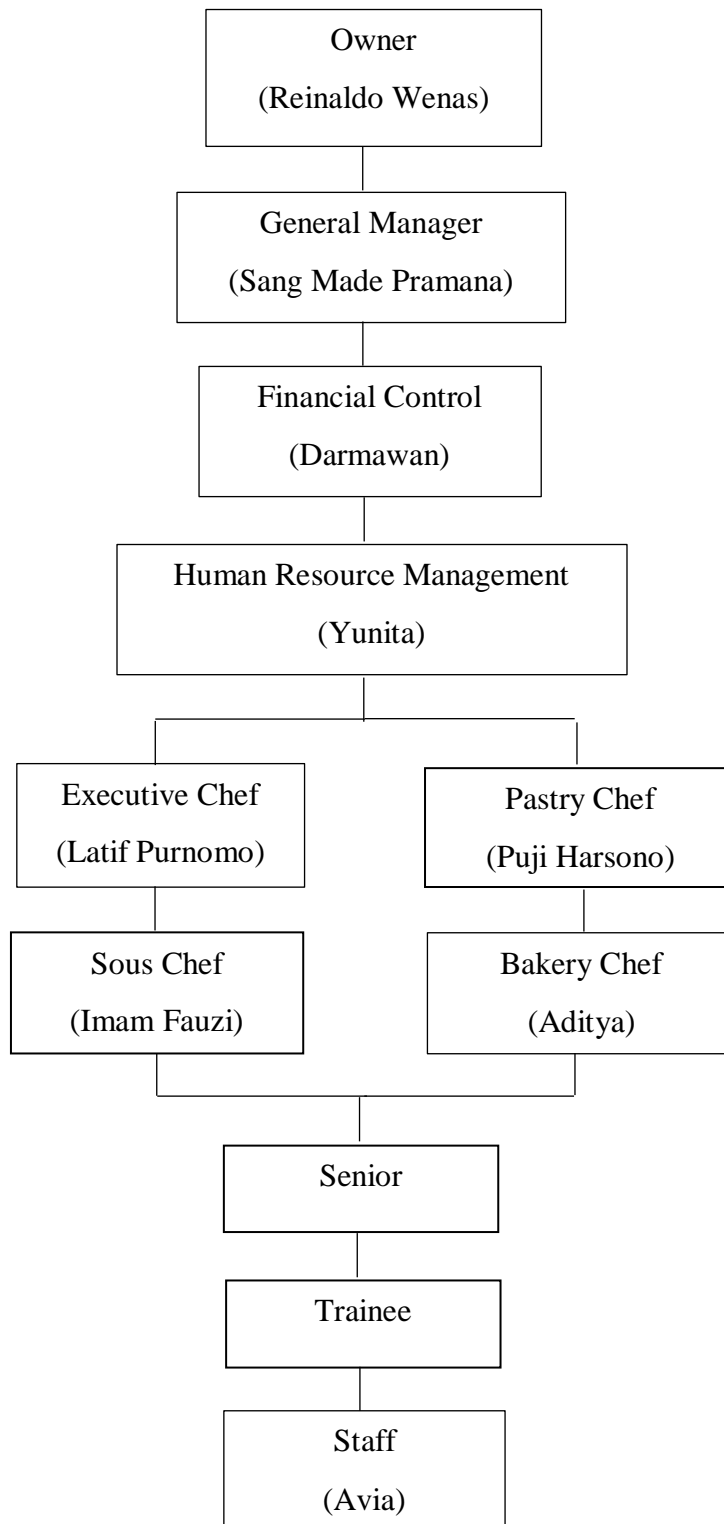 Owner
(Reinaldo Wenas)
General Manager
(Sang Made Pramana)
Financial Control
(Darmawan)
Human Resource Management
(Yunita)
Executive Chef
(Latif Purnomo)
Pastry Chef
(Puji Harsono)
Sous Chef
(Imam Fauzi)
Bakery Chef
(Aditya)
Senior
Trainee
Staff
(Avia)